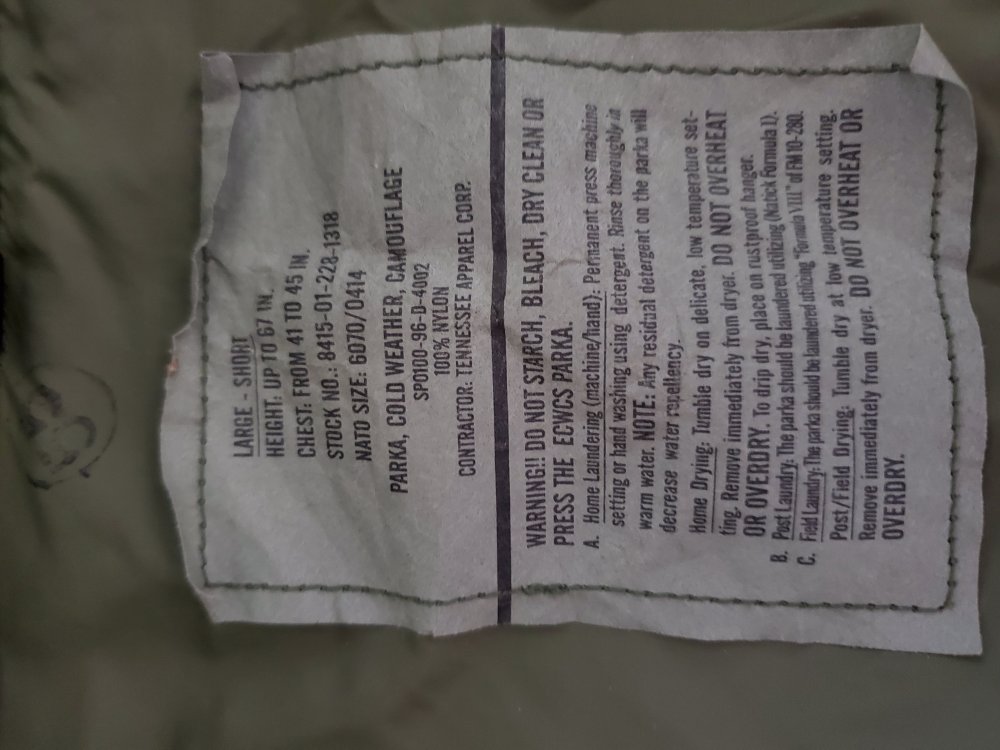 LARGE - SHORT
HEIGHT: UP TO 67 IN.
CHEST: FROM 41 TO 45 IN.
STOCK NO.: 8415-01-228-1318
NATO SIZE: 6070/0414
PARKA, COLD WEATHER, CAMOUFLAGE
SPO100-96-D-4002
100% NYLON
CONTRACTOR: TENNESSEE APPAREL CORP.
WARNING!! DO NOT STARCH, BLEACH, DRY CLEAN OR
PRESS THE ECWCS PARKA.
A. Home Laundering (machine/hand): Permanent press machine
setting or hand washing using detergent. Rinse thoroughly in
warm water. NOTE: Any residual detergent on the parka will
decrease water repellency.
Home Drying: Tumble dry on delicate, low temperature set-
ting. Remove immediately from dryer. DO NOT OVERHEAT
OR OVERDRY. To drip dry, place on rustproof hanger.
B. Post Laundry: The parka should be laundered utilizing (Natick Formula I).
C. Field Laundry: The parka should be laundered utilizing "Formula VIII" of FM 10-280.
Post/Field Drying: Tumble dry at low temperature setting.
Remove immediately from dryer. DO NOT OVERHEAT OR
OVERDRY.